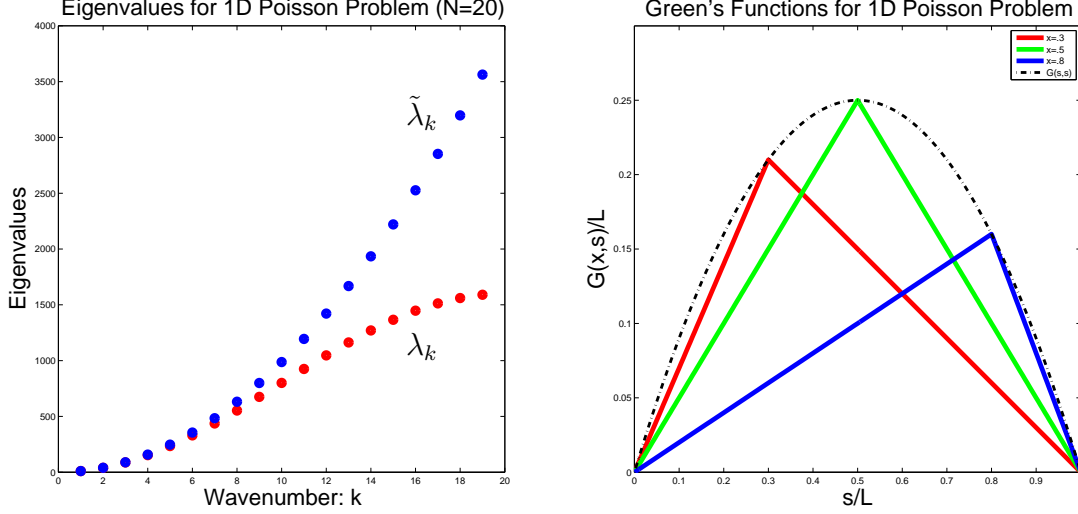 Eigenvalues for 1D Poisson Problem (N=20)
4000
3500
3000
2500
2000
1500
1000
500
0
0 2 4 6 8 10 12 14 16 18 20
Eigenvalues
Wavenumber: k
λ̃_k
λ_k
Green's Functions for 1D Poisson Problem
x=.3
x=.5
x=.8
G(s,s)
0.25
0.2
0.15
0.1
0.05
0
0 0.1 0.2 0.3 0.4 0.5 0.6 0.7 0.8 0.9
G(x,s)/L
s/L